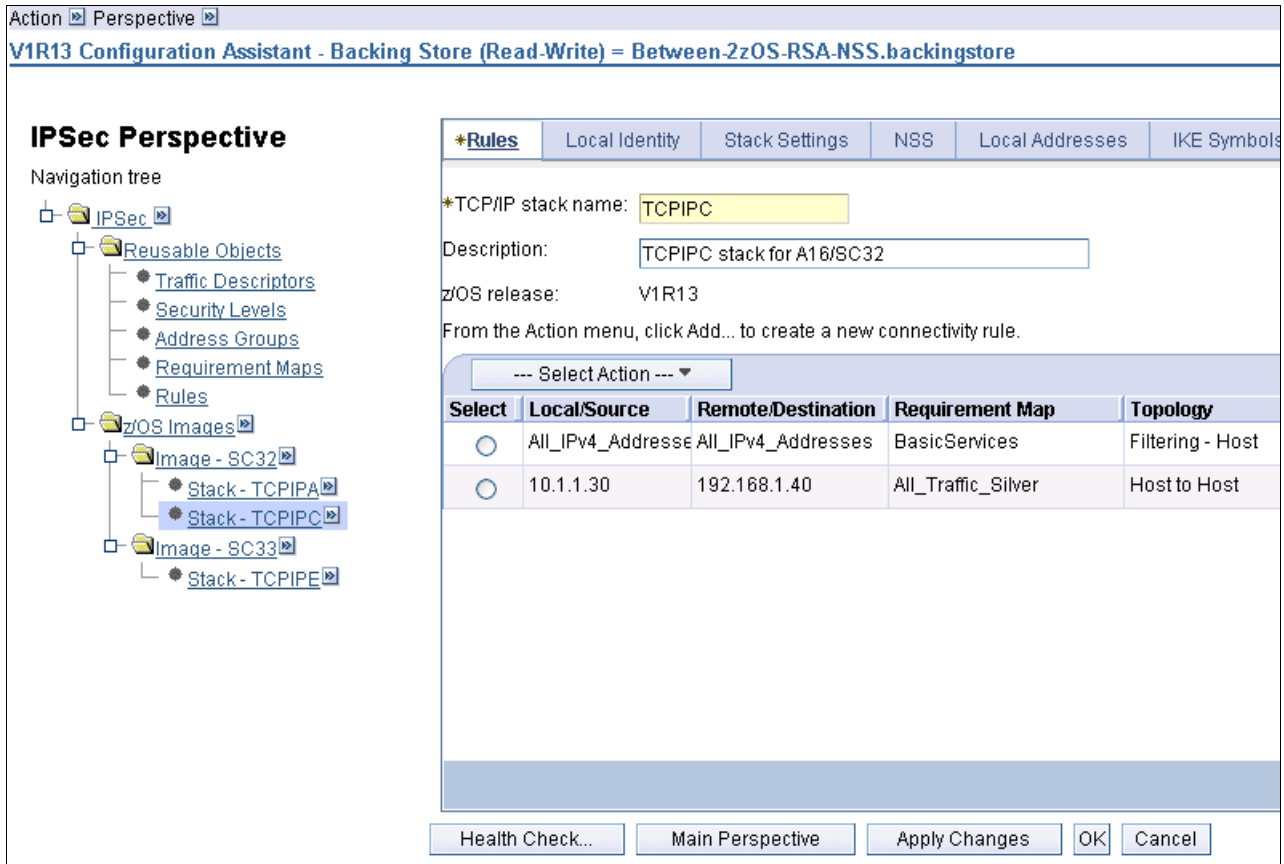 Action Perspective
V1R13 Configuration Assistant - Backing Store (Read-Write) = Between-2zOS-RSA-NSS.backingstore
IPSec Perspective
Navigation tree
IPSec
Reusable Objects
Traffic Descriptors
Security Levels
Address Groups
Requirement Maps
Rules
z/OS Images
Image - SC32
Stack - TCPIPA
Stack - TCPIPC
Image - SC33
Stack - TCPIPE
*Rules Local Identity Stack Settings NSS Local Addresses IKE Symbols
*TCP/IP stack name: TCPIPC
Description: TCPIPC stack for A16/SC32
z/OS release: V1R13
From the Action menu, click Add... to create a new connectivity rule.
--- Select Action ---
Select Local/Source Remote/Destination Requirement Map Topology
All_IPv4_Addresse All_IPv4_Addresses BasicServices Filtering - Host
10.1.1.30 192.168.1.40 All_Traffic_Silver Host to Host
Health Check... Main Perspective Apply Changes OK Cancel